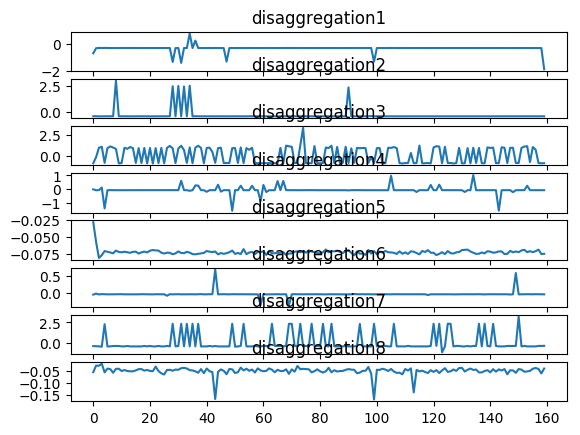 disaggregation1
0
−2
disaggregation2
2.5
0.0
disaggregation3
2.5
0.0
disaggregation4
1
0
−1
disaggregation5
−0.025
−0.050
−0.075
disaggregation6
0.5
0.0
disaggregation7
2.5
0.0
disaggregation8
−0.05
−0.10
−0.15
0 20 40 60 80 100 120 140 160